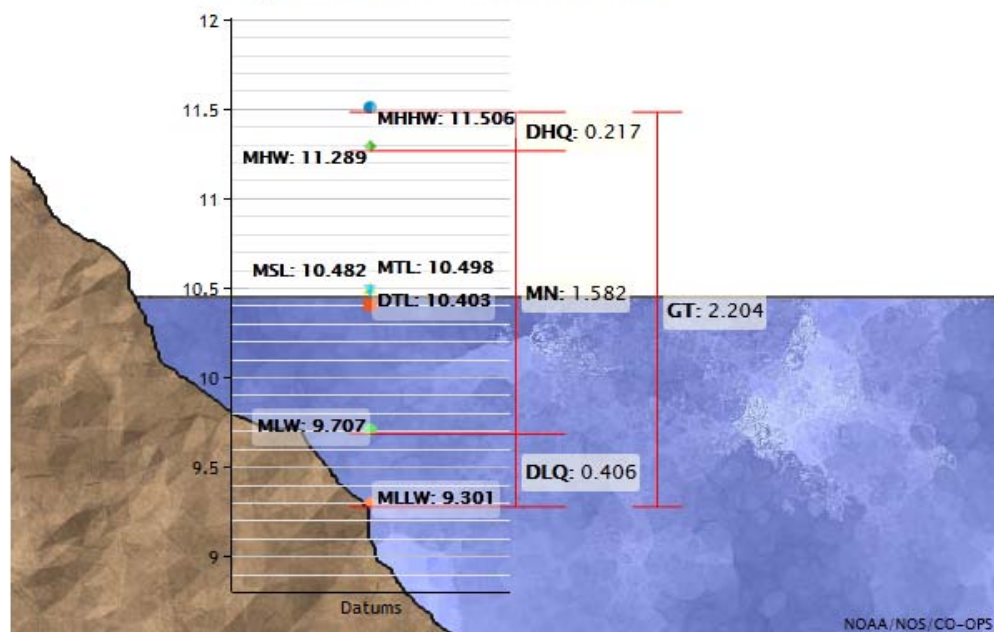 12
11.5
MHHW: 11.506
DHQ: 0.217
MHW: 11.289
11
MSL: 10.482
MTL: 10.498
10.5
DTL: 10.403
MN: 1.582
GT: 2.204
10
MLW: 9.707
9.5
DLQ: 0.406
MLLW: 9.301
9
Datums
NOAA/NOS/CO-OPS